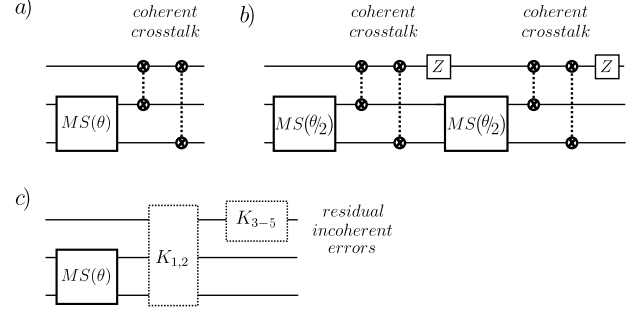 a)
coherent
crosstalk
MS(θ)
b)
coherent
crosstalk
coherent
crosstalk
Z
Z
MS(θ/2)
MS(θ/2)
c)
K₃₋₅
residual
incoherent
errors
K₁,₂
MS(θ)